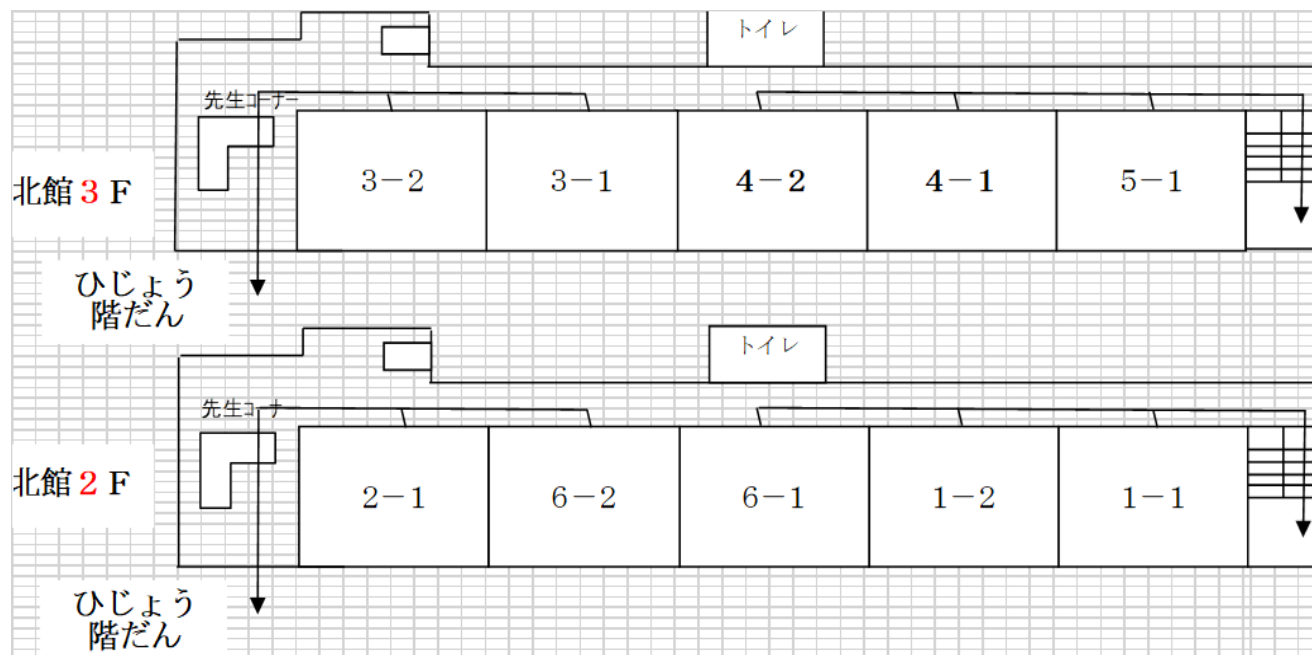 トイレ
先生コーナー
3－2
3－1
4－2
4－1
5－1
北館3F
ひじょう
階だん
トイレ
先生コーナ
2－1
6－2
6－1
1－2
1－1
北館2F
ひじょう
階だん